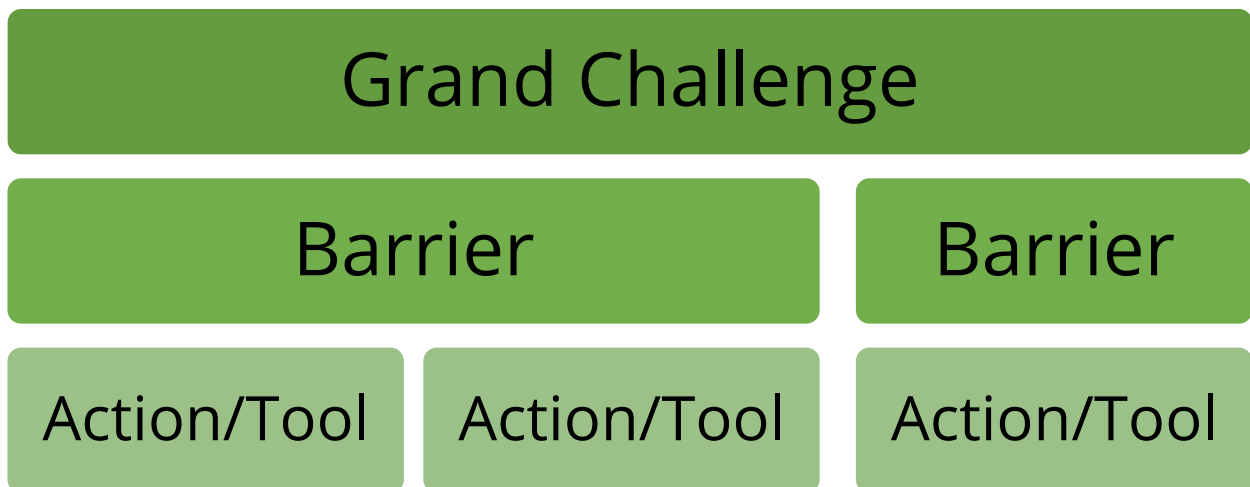 Grand Challenge
Barrier
Barrier
Action/Tool
Action/Tool
Action/Tool